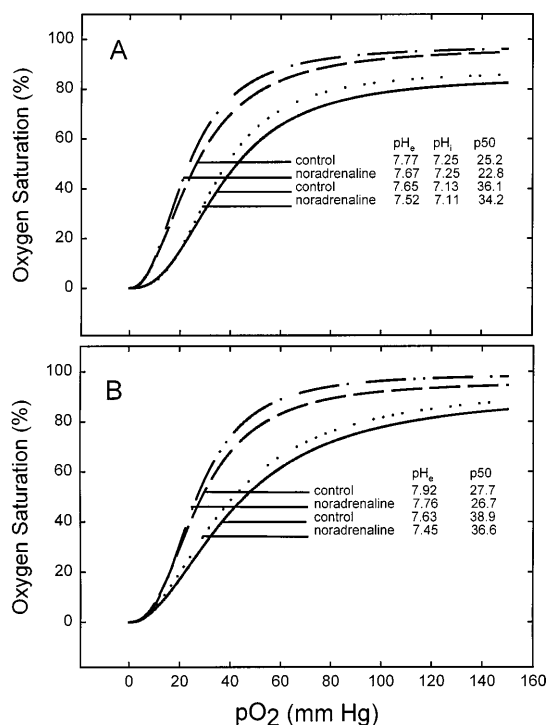 A
Oxygen Saturation (%)
100
80
60
40
20
0
pHe pHi p50
control 7.77 7.25 25.2
noradrenaline 7.67 7.25 22.8
control 7.65 7.13 36.1
noradrenaline 7.52 7.11 34.2
B
Oxygen Saturation (%)
100
80
60
40
20
0
pHe p50
control 7.92 27.7
noradrenaline 7.76 26.7
control 7.63 38.9
noradrenaline 7.45 36.6
0 20 40 60 80 100 120 140 160
pO2 (mm Hg)